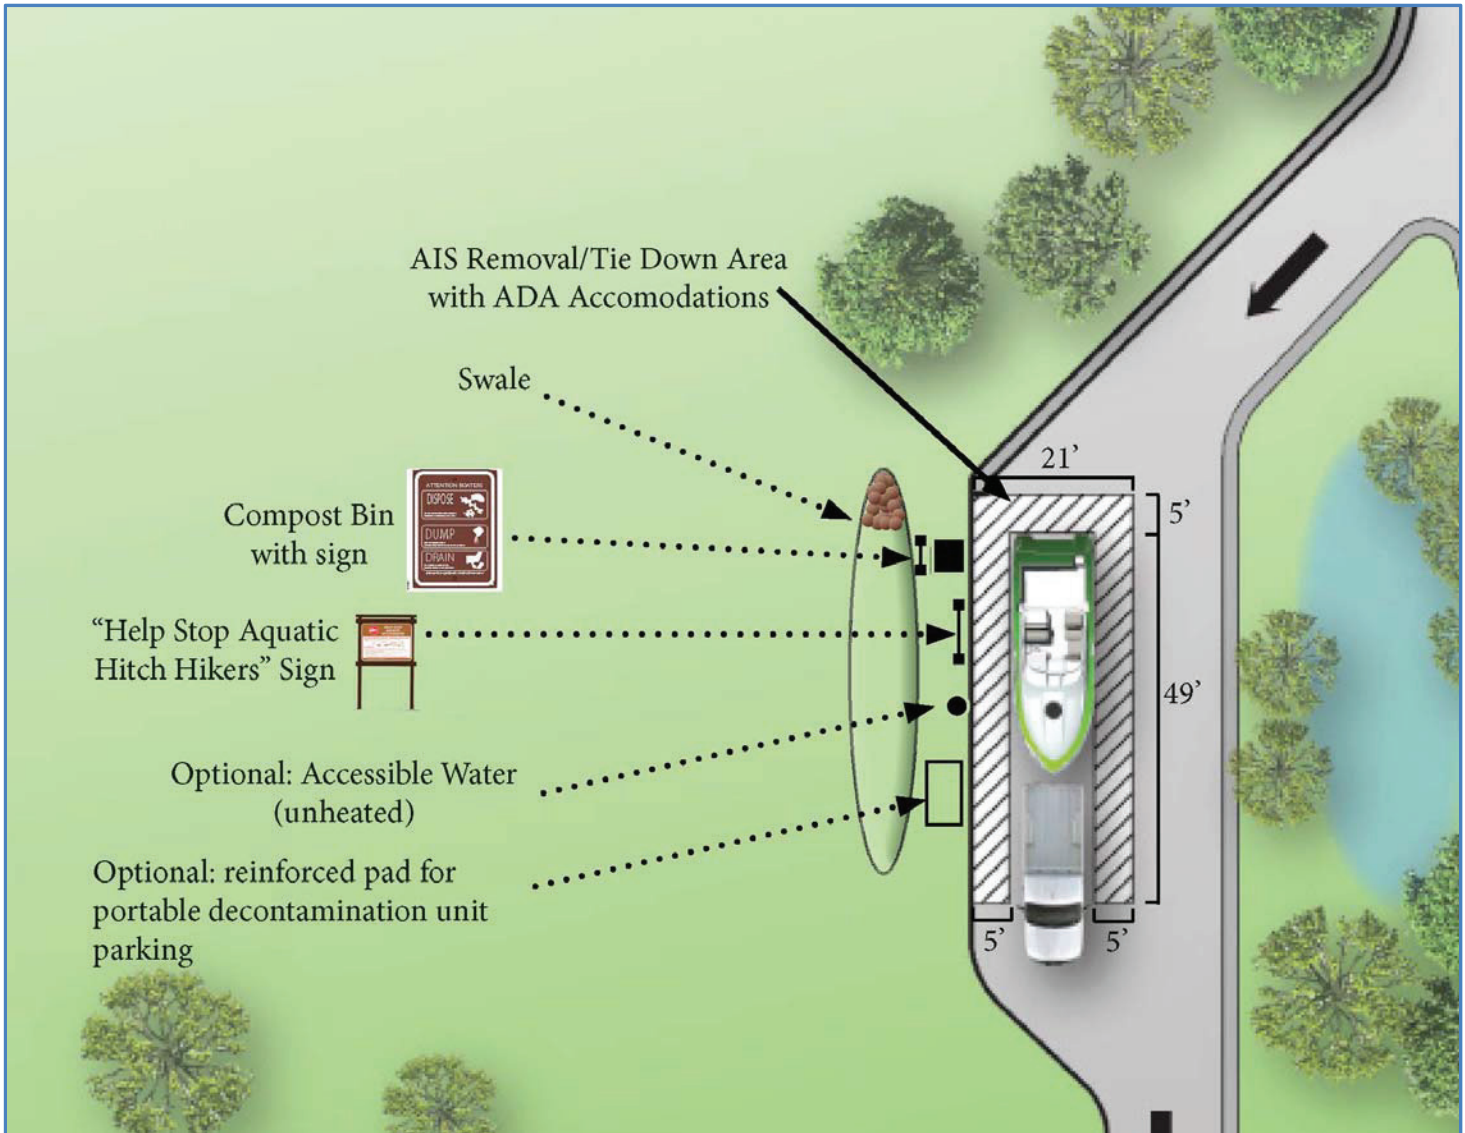 AIS Removal/Tie Down Area
with ADA Accomodations
Swale
21’
5’
Compost Bin
with sign
ATTENTION BOATERS
DISPOSE
DUMP
DRAIN
“Help Stop Aquatic
Hitch Hikers” Sign
49’
Optional: Accessible Water
(unheated)
Optional: reinforced pad for
portable decontamination unit
parking
5’
5’